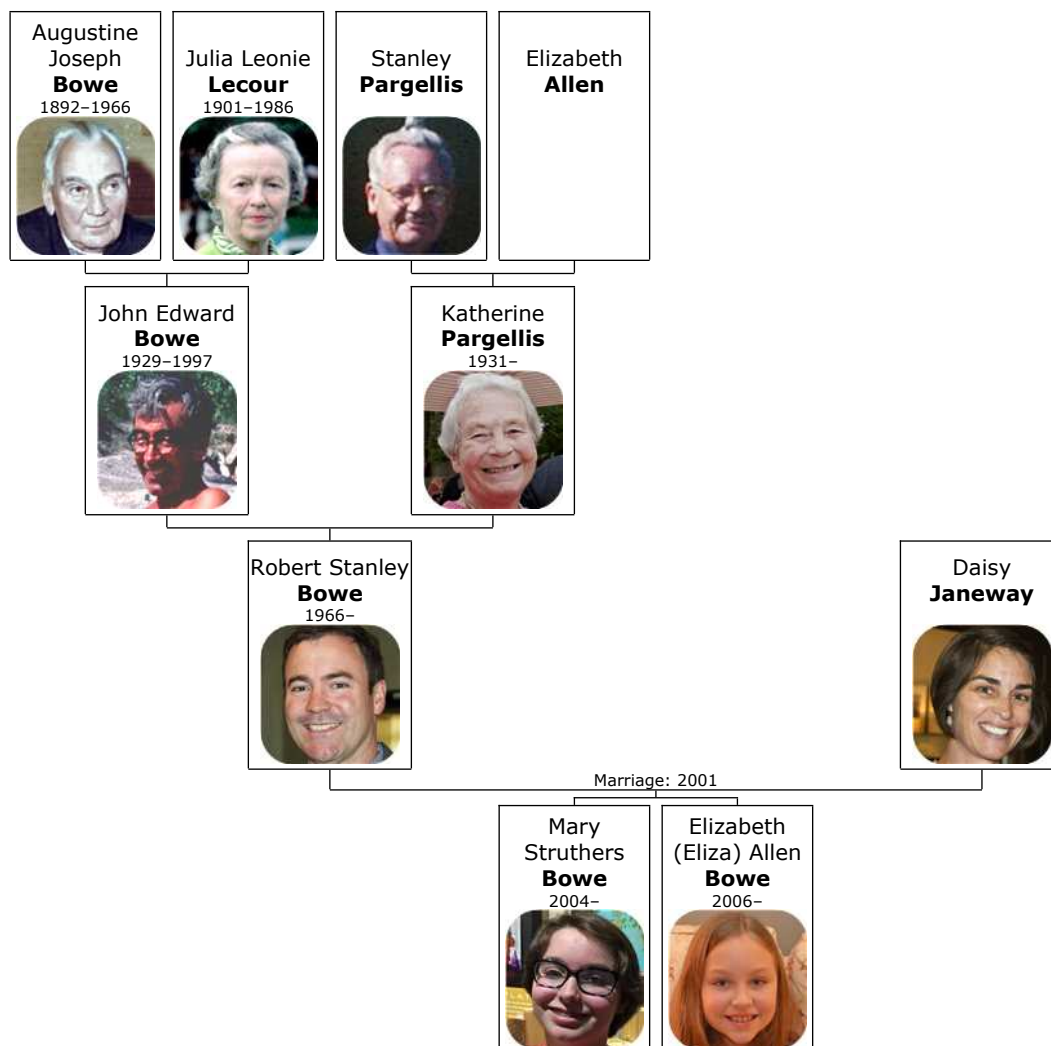 Augustine
Joseph
Bowe
1892–1966
Julia Leonie
Lecour
1901–1986
Stanley
Pargellis
Elizabeth
Allen
John Edward
Bowe
1929–1997
Katherine
Pargellis
1931–
Robert Stanley
Bowe
1966–
Daisy
Janeway
Marriage: 2001
Mary
Struthers
Bowe
2004–
Elizabeth
(Eliza) Allen
Bowe
2006–